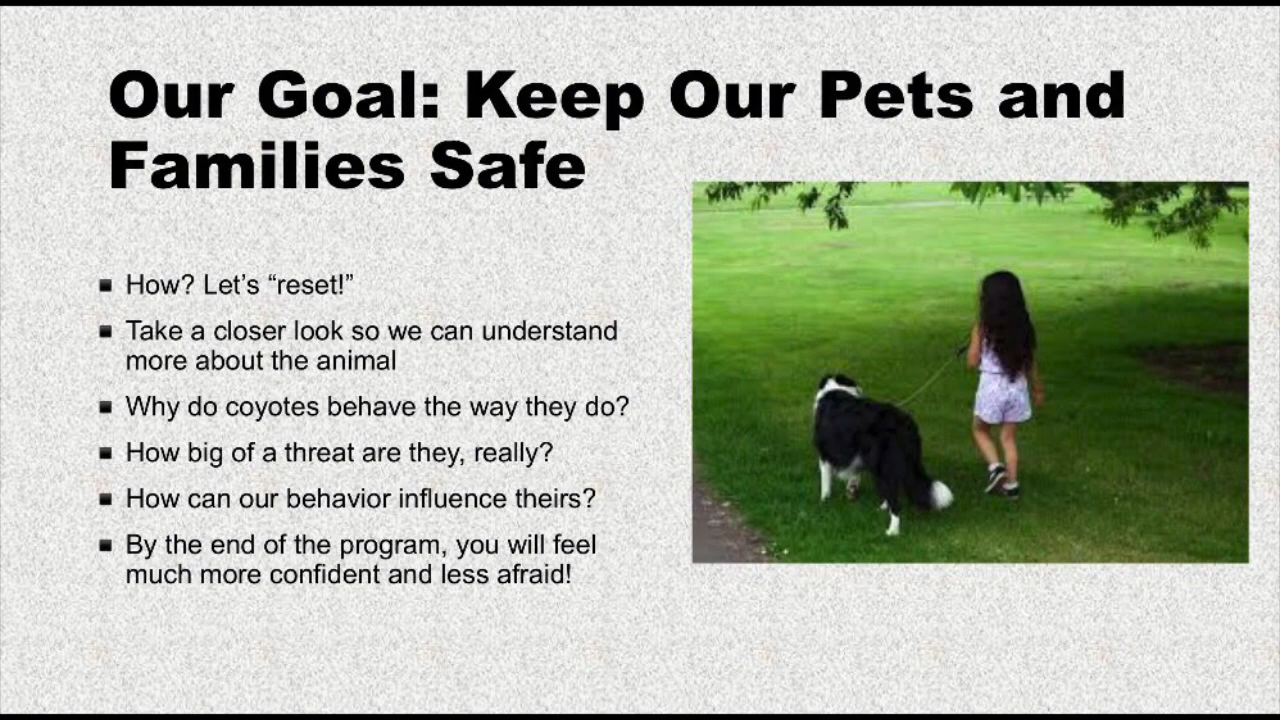 Our Goal: Keep Our Pets and
Families Safe
▪ How? Let’s “reset!”
▪ Take a closer look so we can understand
more about the animal
▪ Why do coyotes behave the way they do?
▪ How big of a threat are they, really?
▪ How can our behavior influence theirs?
▪ By the end of the program, you will feel
much more confident and less afraid!